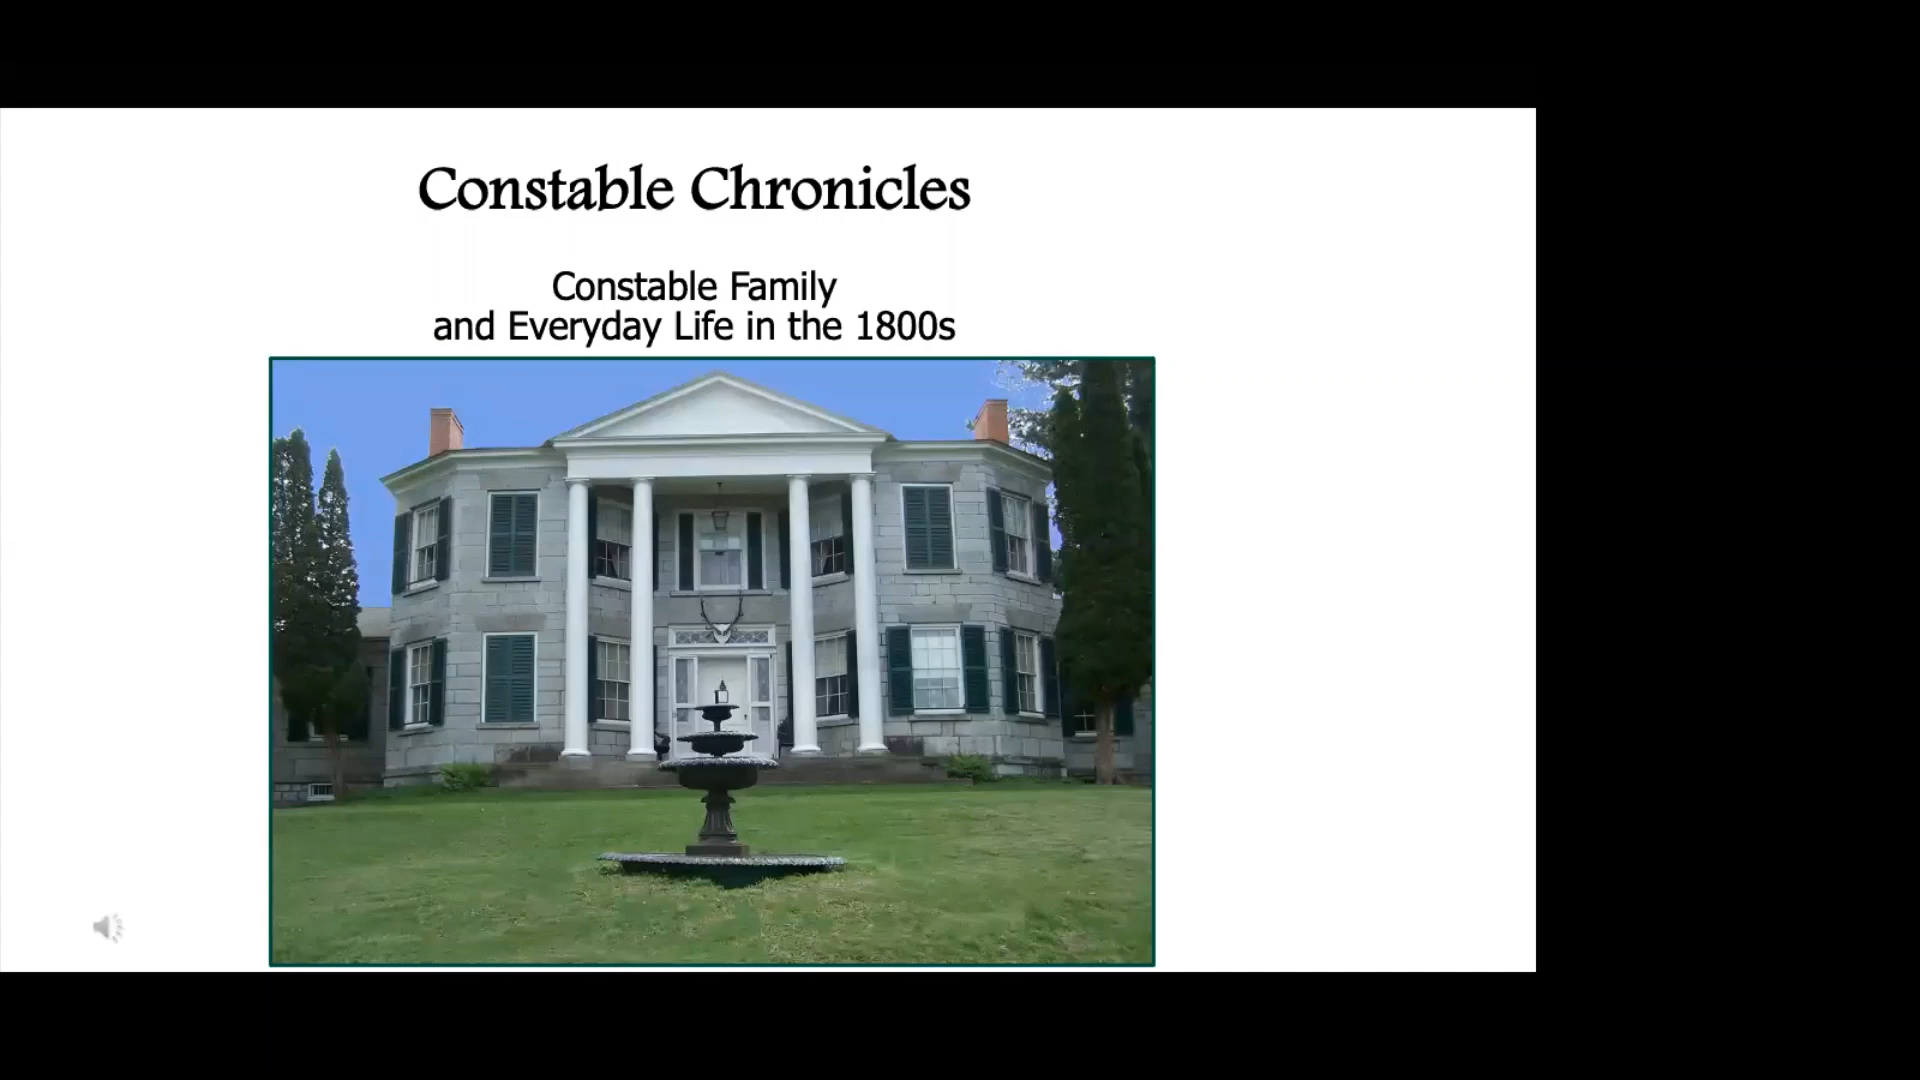 Constable Chronicles
Constable Family
and Everyday Life in the 1800s